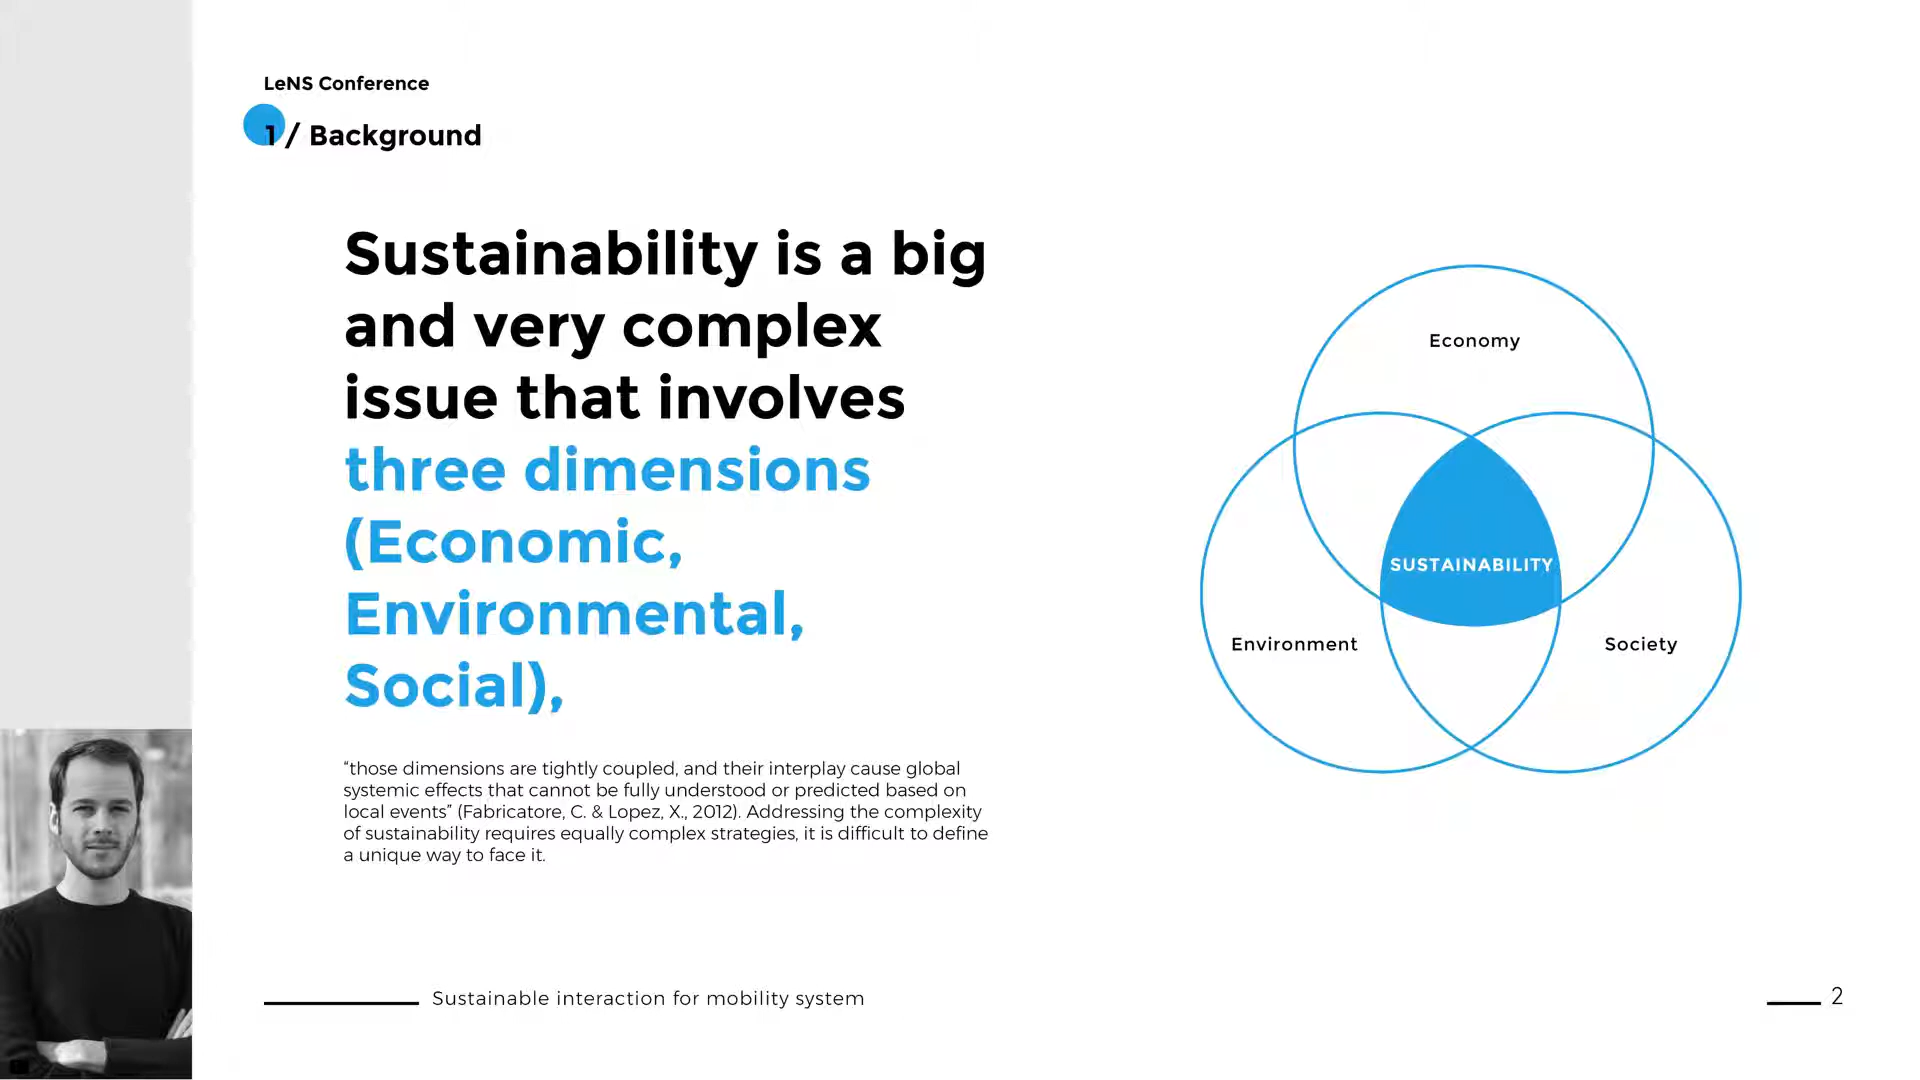 LeNS Conference
1 / Background
Sustainability is a big
and very complex
issue that involves
three dimensions
(Economic,
Environmental,
Social),
“those dimensions are tightly coupled, and their interplay cause global
systemic effects that cannot be fully understood or predicted based on
local events” (Fabricatore, C. & Lopez, X., 2012). Addressing the complexity
of sustainability requires equally complex strategies, it is difficult to define
a unique way to face it.
Economy
SUSTAINABILITY
Environment
Society
Sustainable interaction for mobility system
2